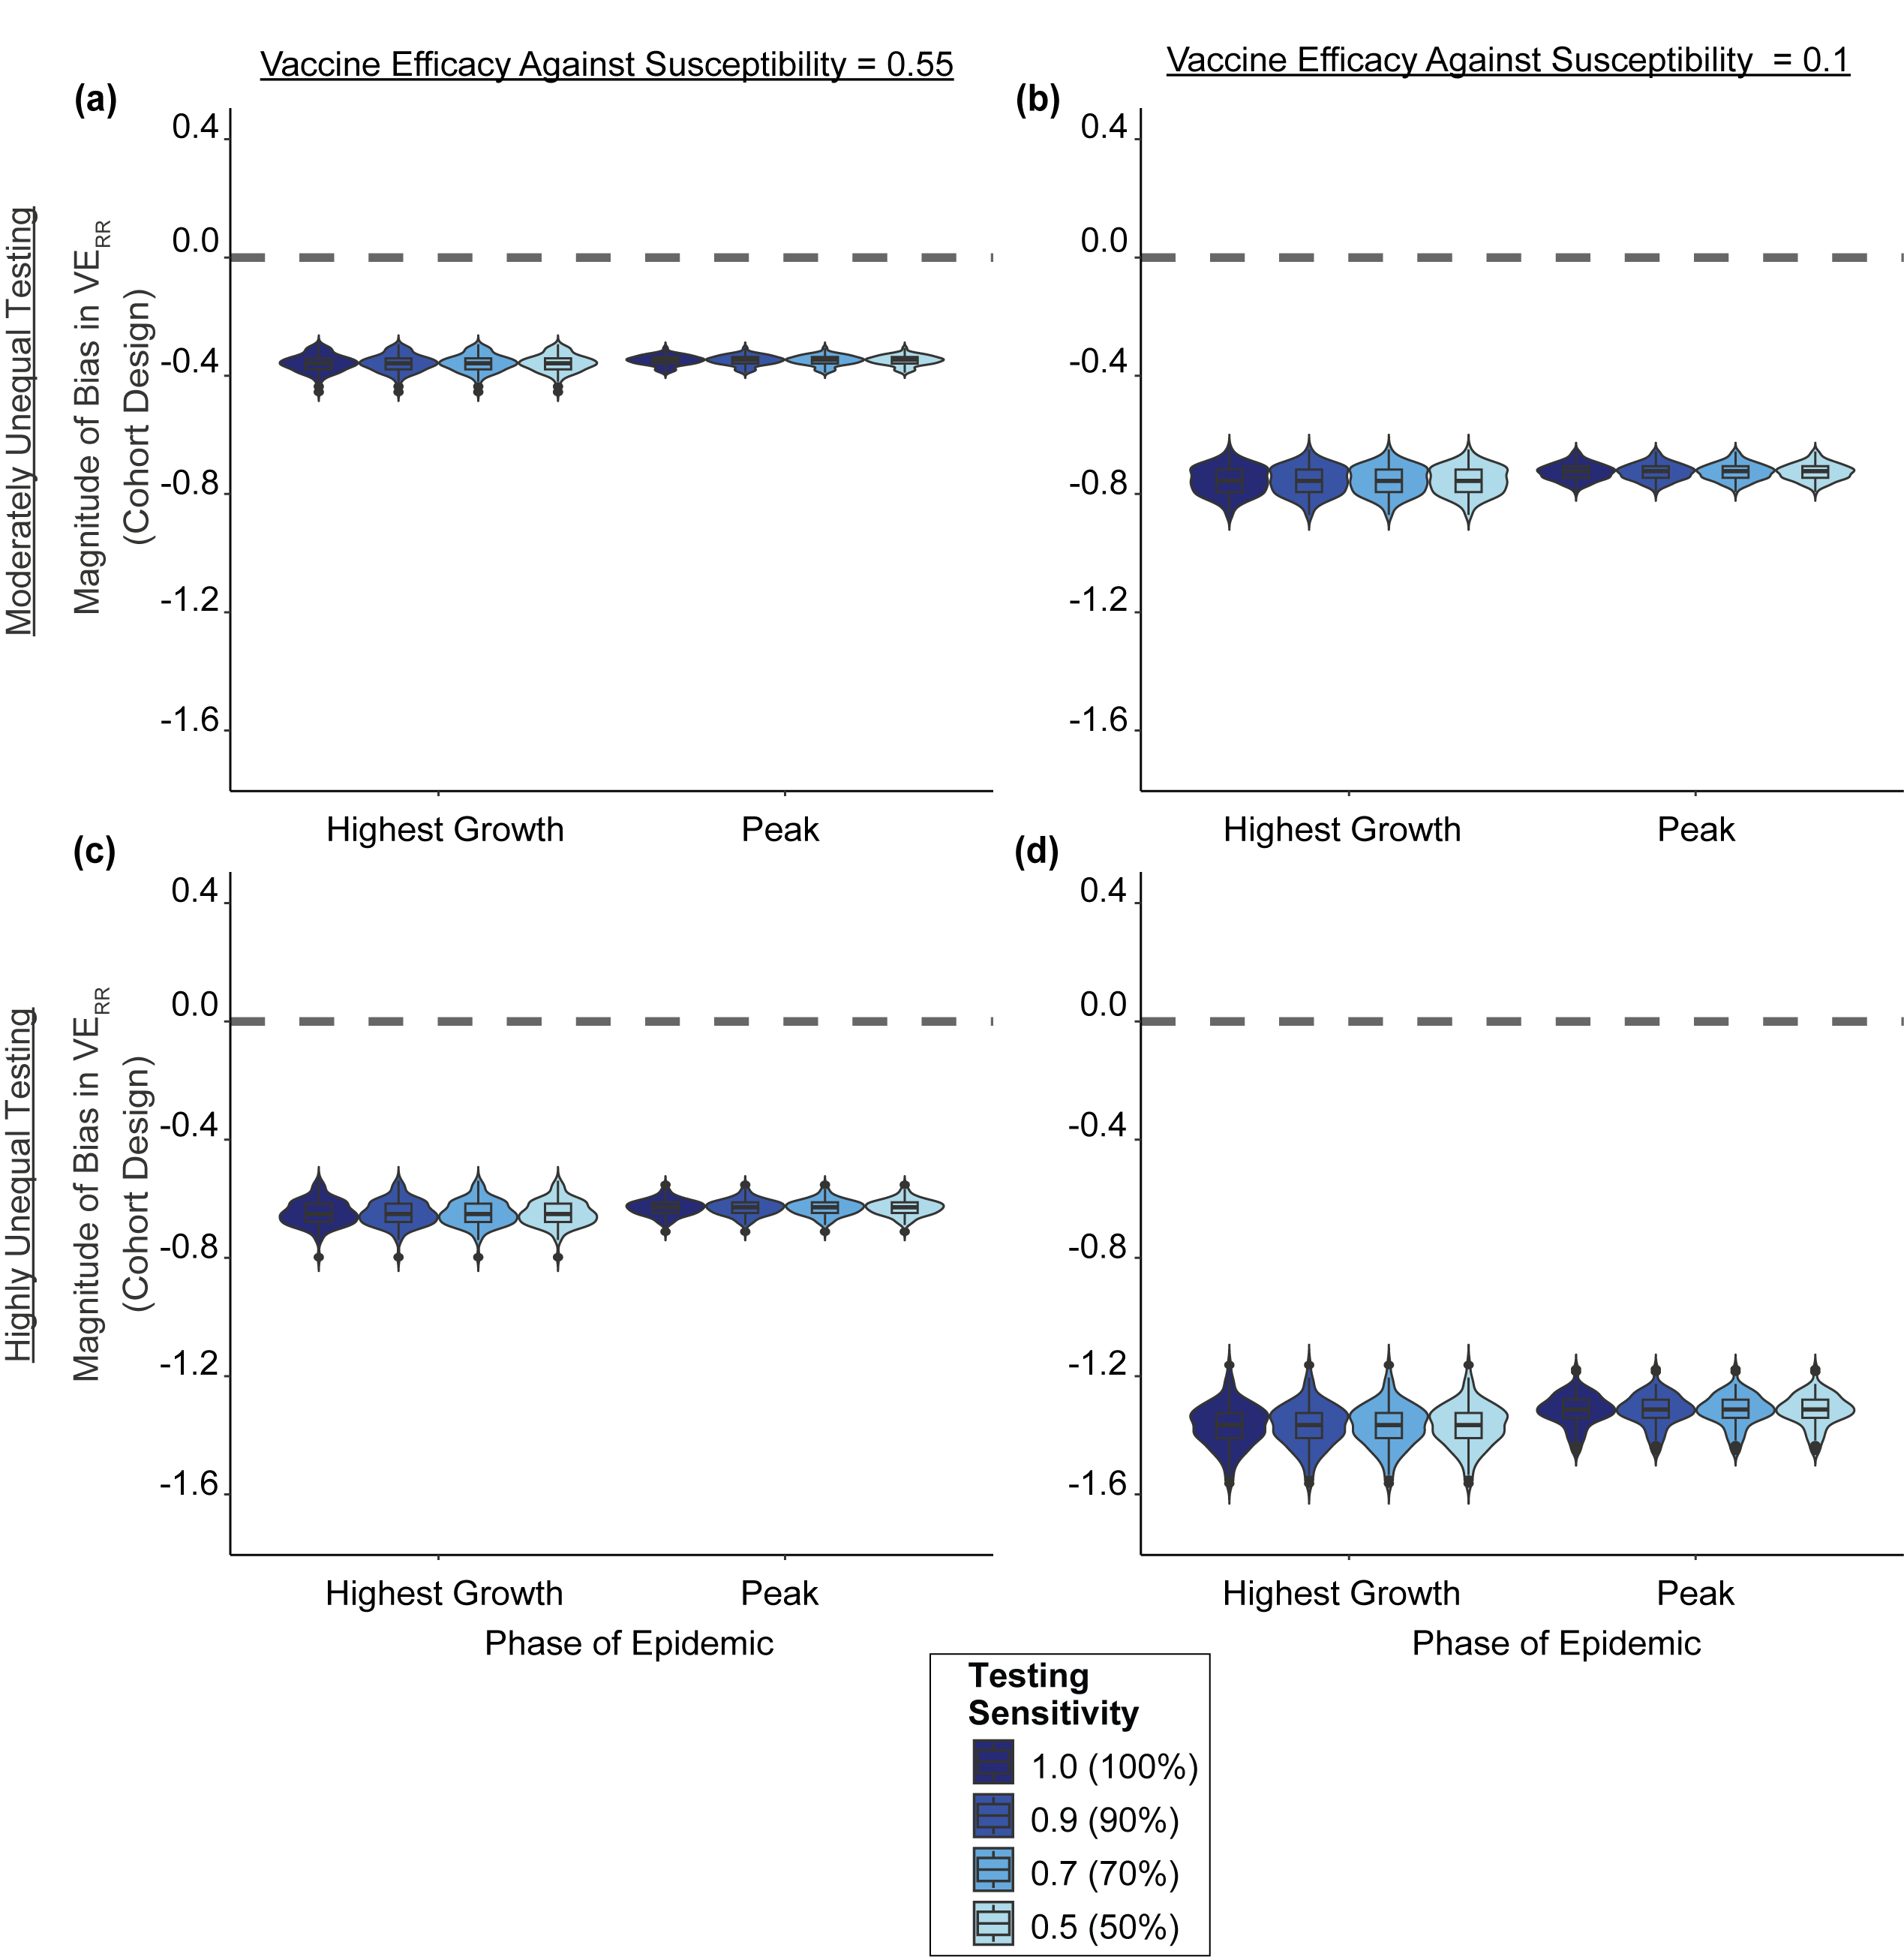 Vaccine Efficacy Against Susceptibility = 0.55
Vaccine Efficacy Against Susceptibility = 0.1
Moderately Unequal Testing
(a)
Magnitude of Bias in VERR
(Cohort Design)
0.4
0.0
-0.4
-0.8
-1.2
-1.6
Highest Growth
Peak
(b)
0.4
0.0
-0.4
-0.8
-1.2
-1.6
Highest Growth
Peak
Highly Unequal Testing
(c)
Magnitude of Bias in VERR
(Cohort Design)
0.4
0.0
-0.4
-0.8
-1.2
-1.6
Highest Growth
Peak
Phase of Epidemic
(d)
0.4
0.0
-0.4
-0.8
-1.2
-1.6
Highest Growth
Peak
Phase of Epidemic
Testing
Sensitivity
1.0 (100%)
0.9 (90%)
0.7 (70%)
0.5 (50%)